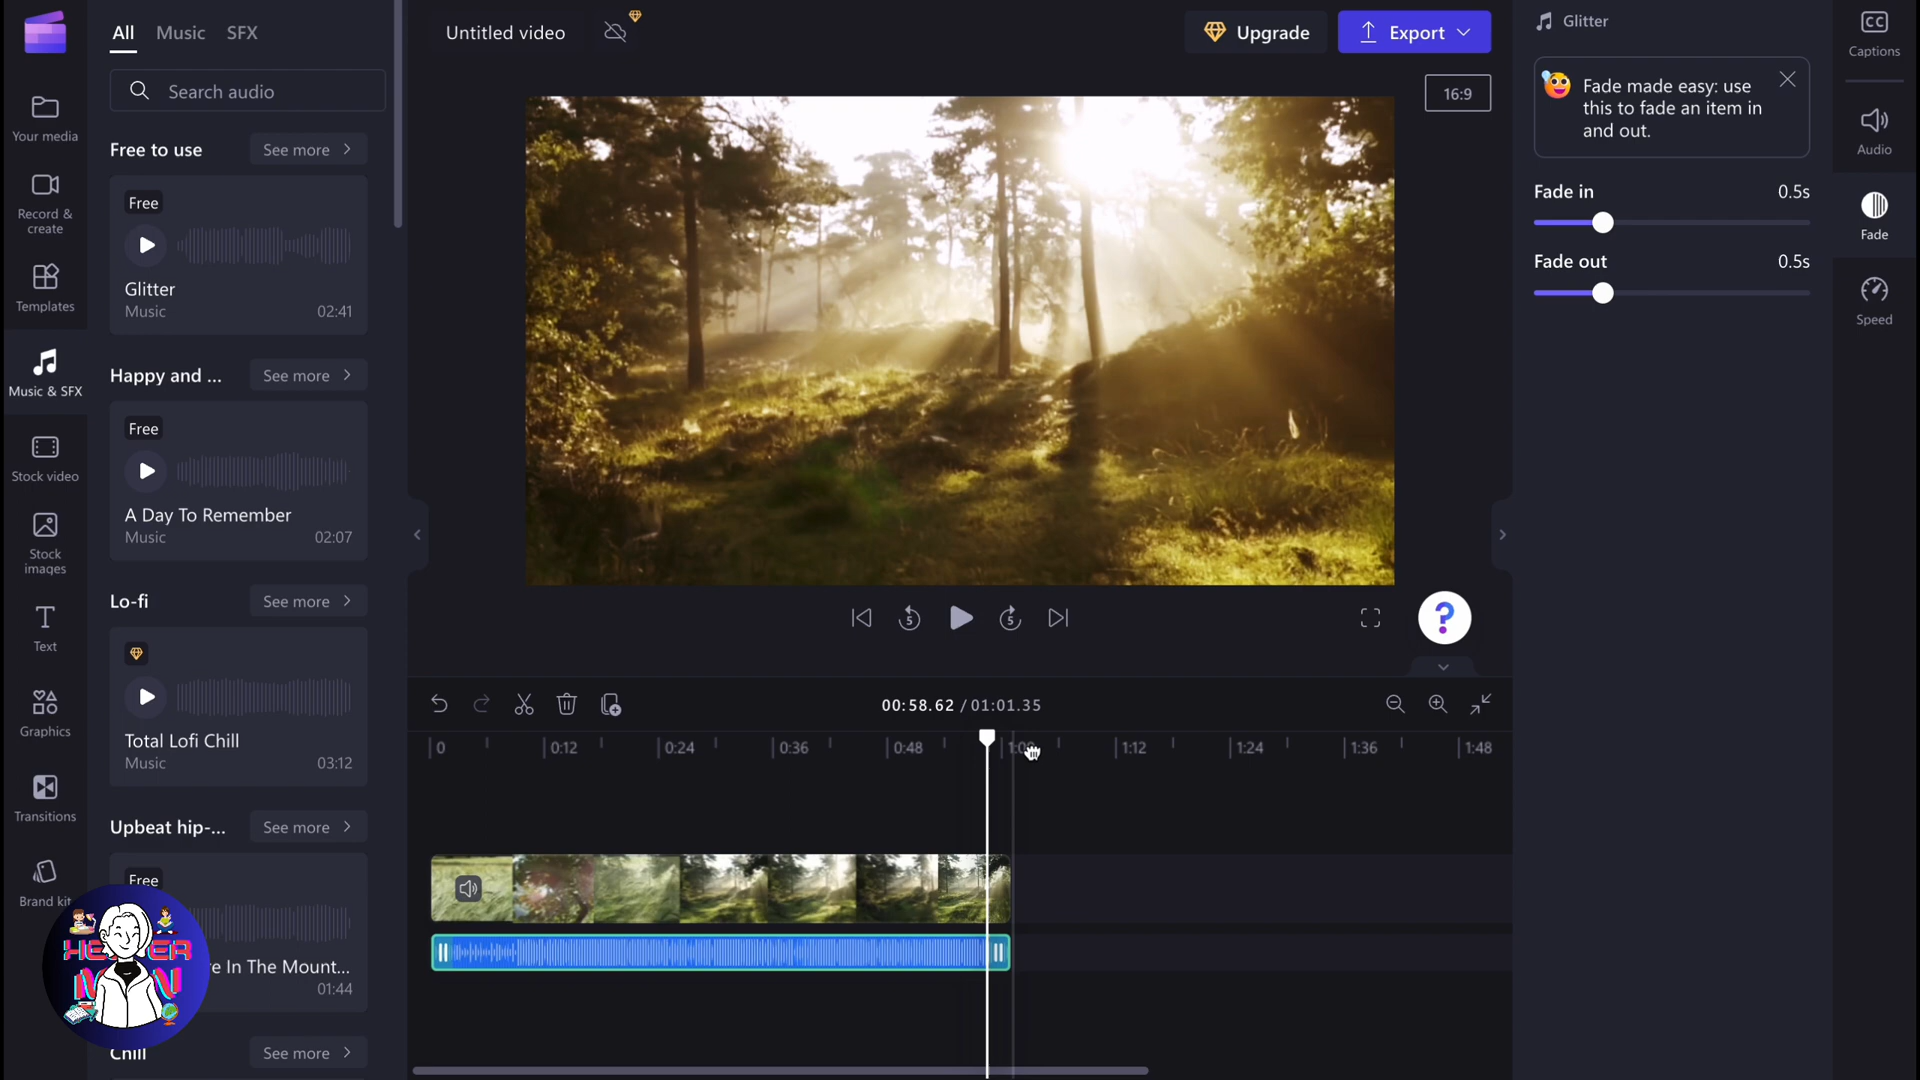 All
Music
SFX
Untitled video
Upgrade
Export
Glitter
CC
Captions
Search audio
16:9
Fade made easy: use
this to fade an item in
and out.
Your media
Audio
Free to use
See more
Record &
create
Free
Glitter
Music
02:41
Fade in
0.5s
Fade
Fade out
0.5s
Templates
Speed
Happy and ...
See more
Music & SFX
Free
A Day To Remember
Music
02:07
Stock video
Stock
images
Lo-fi
See more
5
5
?
T
Text
Total Lofi Chill
Music
03:12
00:58.62 / 01:01.35
Graphics
0
0:12
0:24
0:36
0:48
1:12
1:24
1:36
1:48
Transitions
Upbeat hip-...
See more
Free
Brand kit
re In The Mount...
01:44
Chill
See more